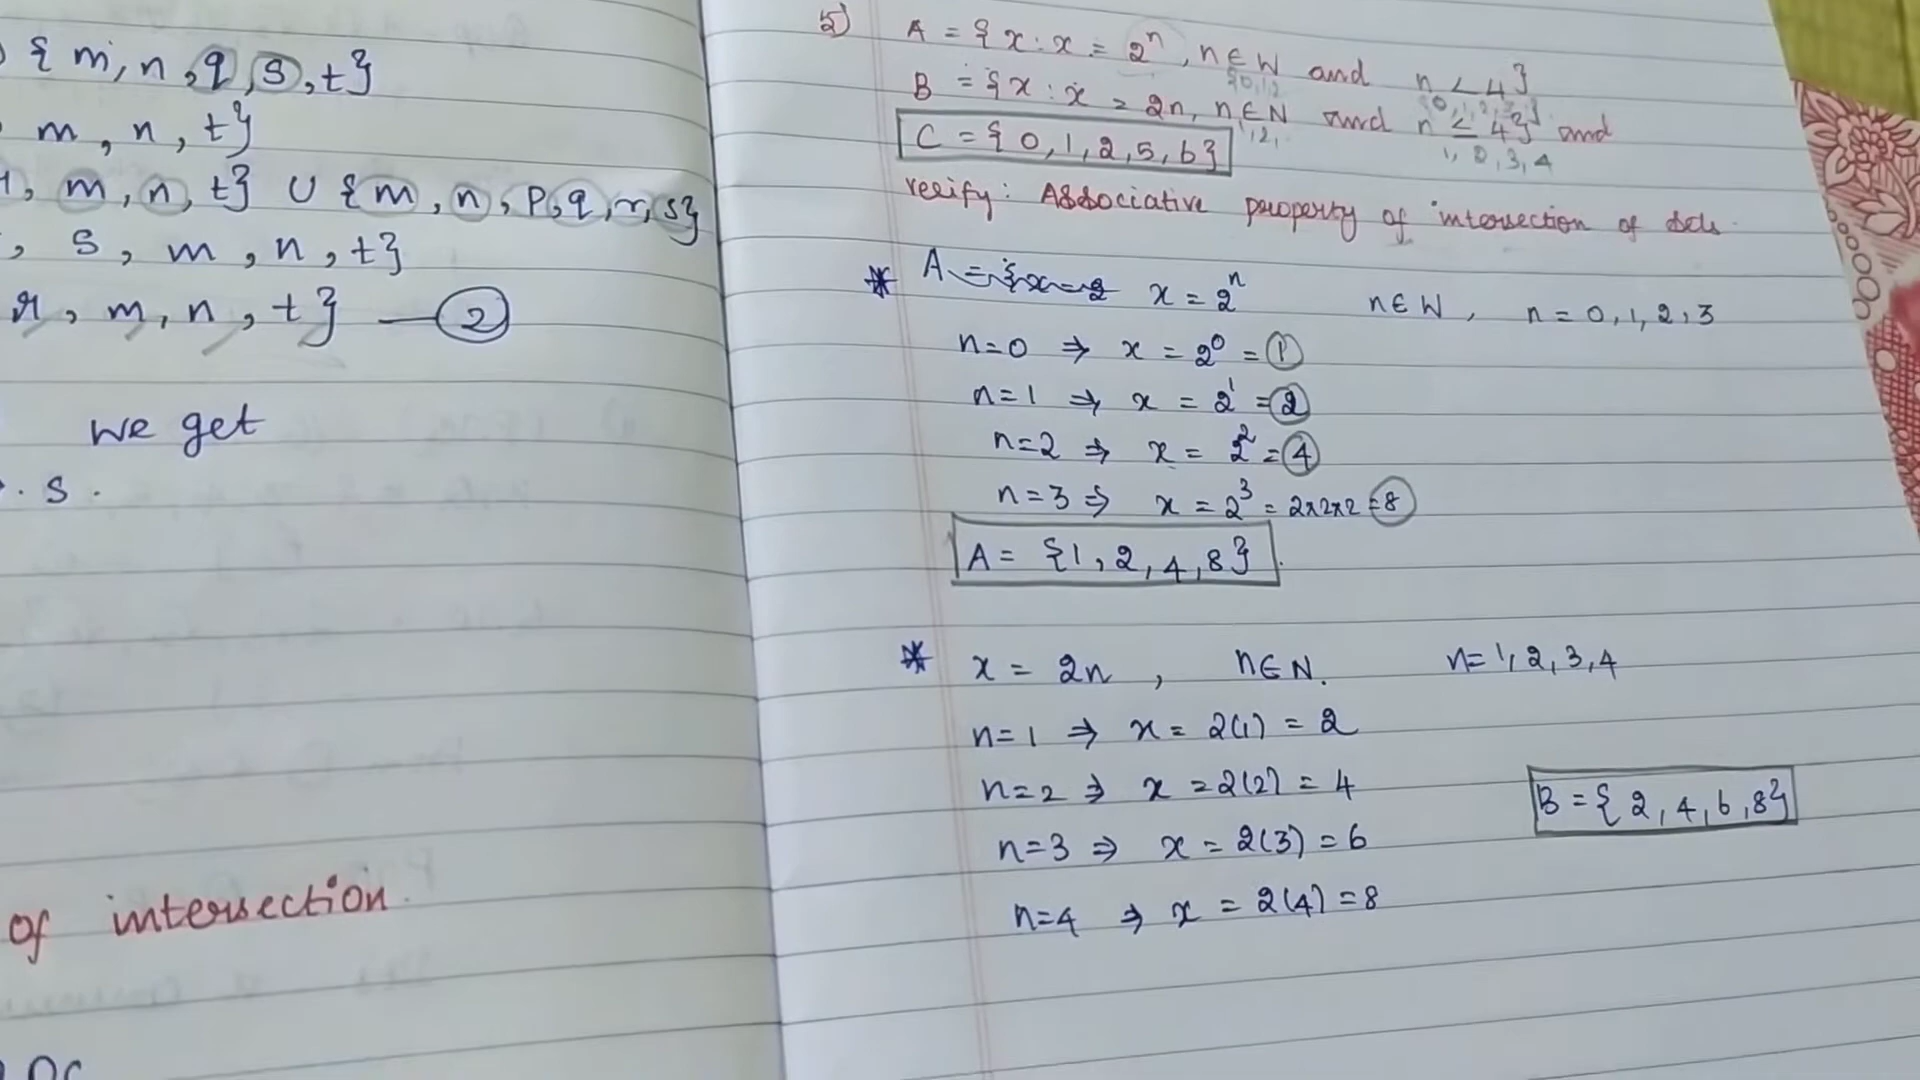 {m, n, q, s, t}
m, n, t}
, m, n, t} ∪ {m, n, p, q, r, s}
, s, m, n, t}
r, m, n, t} — 2
we get
. S .
of intersection.
5) A = {x : x = 2ⁿ, n ∈ W and n < 4}
{0,1,2
B = {x : x = 2n, n ∈ N and n ≤ 4} and
1,2,
C = {0, 1, 2, 5, 6}
verify: Associative property of intersection of sets.
* x = 2ⁿ n ∈ W, n = 0, 1, 2, 3
n=0 ⇒ x = 2⁰ = 1
n=1 ⇒ x = 2¹ = 2
n=2 ⇒ x = 2² = 4
n=3 ⇒ x = 2³ = 2x2x2 = 8
A = {1, 2, 4, 8}
* x = 2n, n ∈ N. n = 1, 2, 3, 4
n=1 ⇒ x = 2(1) = 2
n=2 ⇒ x = 2(2) = 4
B = {2, 4, 6, 8}
n=3 ⇒ x = 2(3) = 6
n=4 ⇒ x = 2(4) = 8